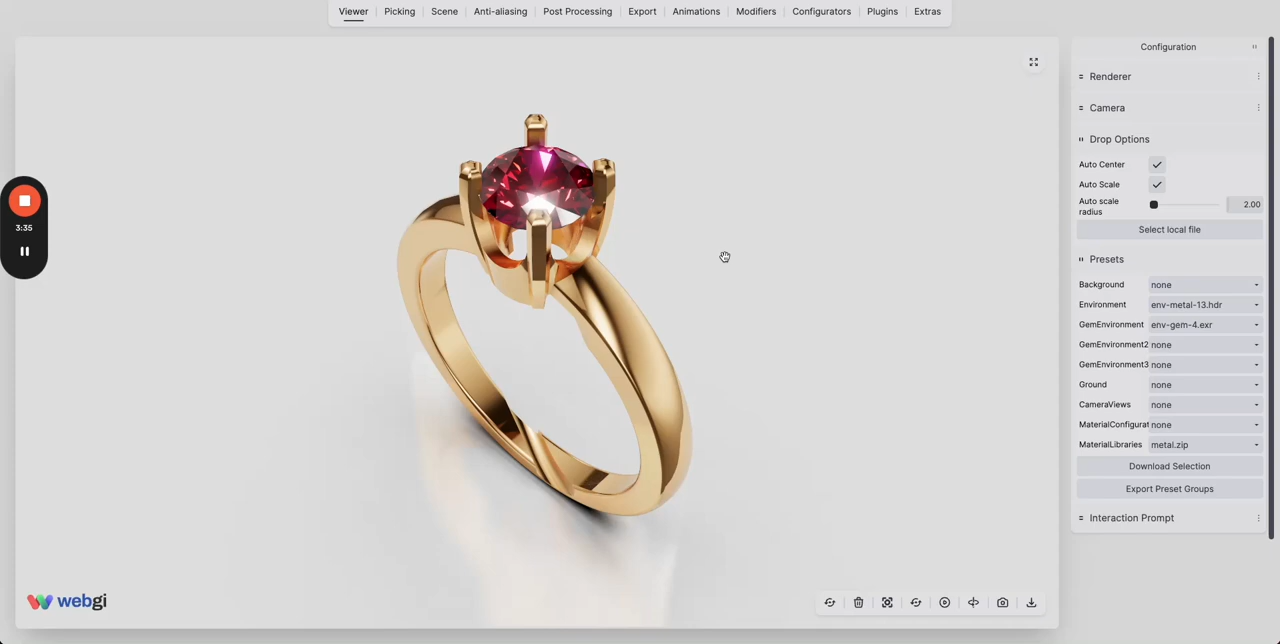 Viewer Picking Scene Anti-aliasing Post Processing Export Animations Modifiers Configurators Plugins Extras
Configuration
Renderer
Camera
Drop Options
Auto Center
Auto Scale
Auto scale
radius
2.00
Select local file
Presets
Background none
Environment env-metal-13.hdr
GemEnvironment env-gem-4.exr
GemEnvironment2 none
GemEnvironment3 none
Ground none
CameraViews none
MaterialConfigurat none
MaterialLibraries metal.zip
Download Selection
Export Preset Groups
Interaction Prompt
3:35
webgi